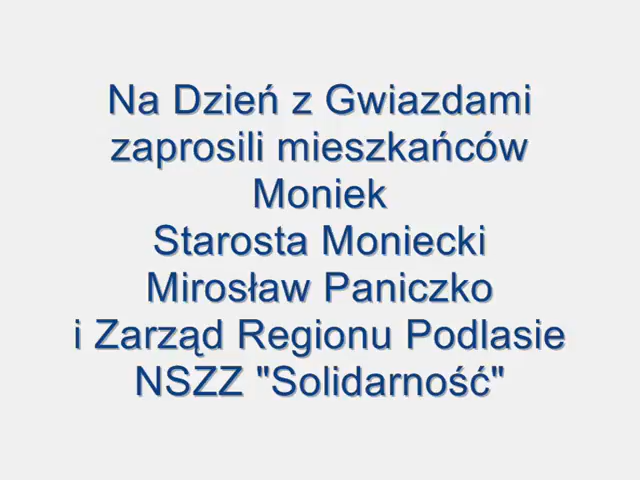 Na Dzień z Gwiazdami
zaprosili mieszkańców
Moniek
Starosta Moniecki
Mirosław Paniczko
i Zarząd Regionu Podlasie
NSZZ "Solidarność"